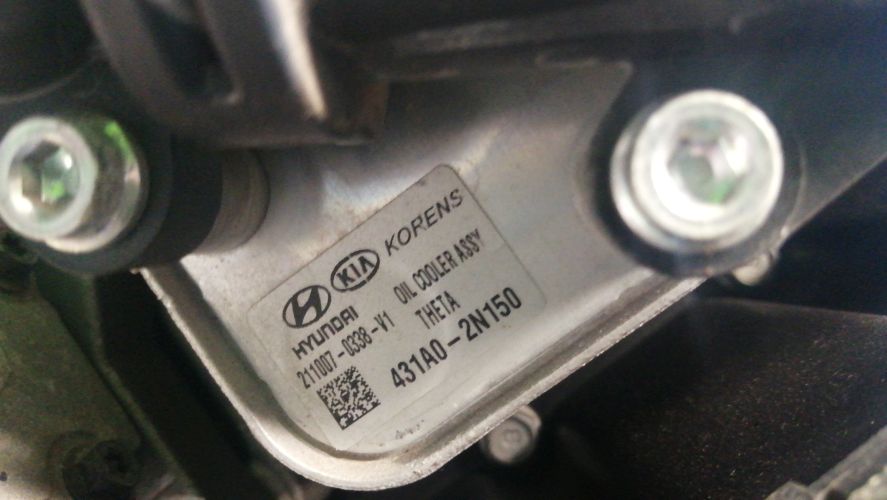 KIA KORENS
HYUNDAI OIL COOLER ASSY
211007-0338-V1 THETA
431A0-2N150